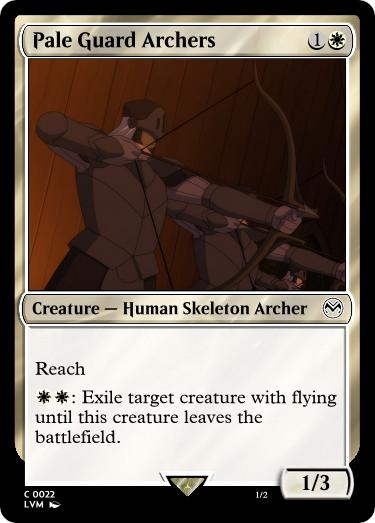 Pale Guard Archers 1
Creature — Human Skeleton Archer
Reach
: Exile target creature with flying
until this creature leaves the
battlefield.
1/3
C 0022 1/2
LVM